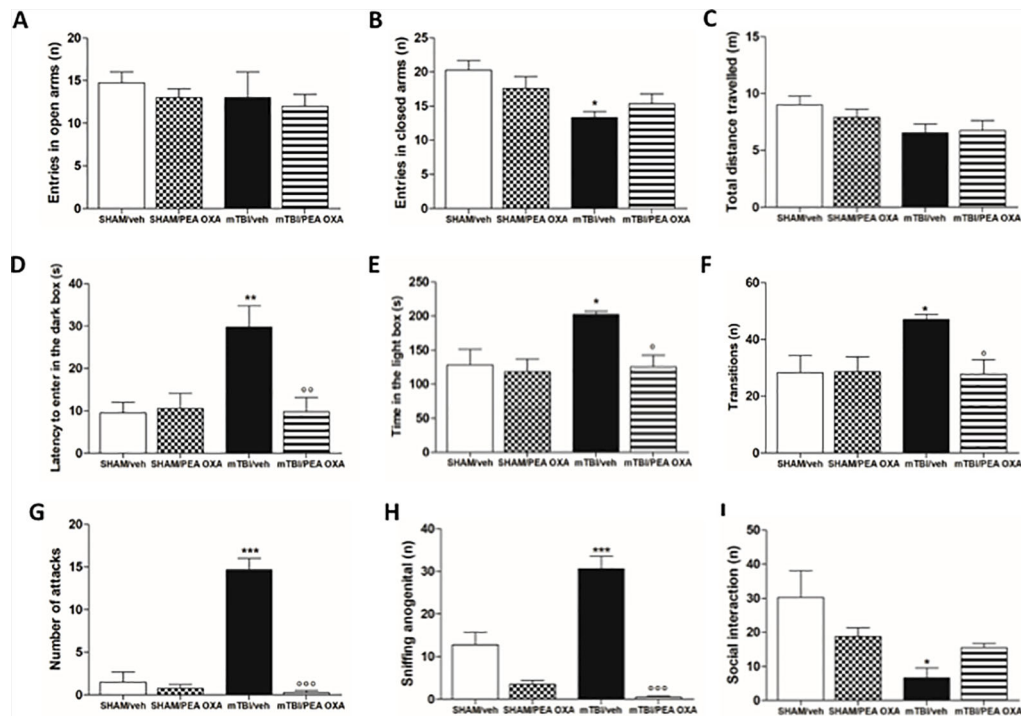 A
Entries in open arms (n)
20
15
10
5
0
SHAM/veh SHAM/PEA OXA mTBI/veh mTBI/PEA OXA
B
Entries in closed arms (n)
25
20
15
10
5
0
*
SHAM/veh SHAM/PEA OXA mTBI/veh mTBI/PEA OXA
C
Total distance travelled (m)
15
10
5
0
SHAM/veh SHAM/PEA OXA mTBI/veh mTBI/PEA OXA
D
Latency to enter in the dark box (s)
40
30
20
10
0
**
°°
SHAM/veh SHAM/PEA OXA mTBI/veh mTBI/PEA OXA
E
Time in the light box (s)
250
200
150
100
50
0
*
°
SHAM/veh SHAM/PEA OXA mTBI/veh mTBI/PEA OXA
F
Transitions (n)
60
40
20
0
*
°
SHAM/veh SHAM/PEA OXA mTBI/veh mTBI/PEA OXA
G
Number of attacks
20
15
10
5
0
***
°°°
SHAM/veh SHAM/PEA OXA mTBI/veh mTBI/PEA OXA
H
Sniffing anogenital (n)
40
30
20
10
0
***
°°°
SHAM/veh SHAM/PEA OXA mTBI/veh mTBI/PEA OXA
I
Social interaction (n)
50
40
30
20
10
0
*
SHAM/veh SHAM/PEA OXA mTBI/veh mTBI/PEA OXA